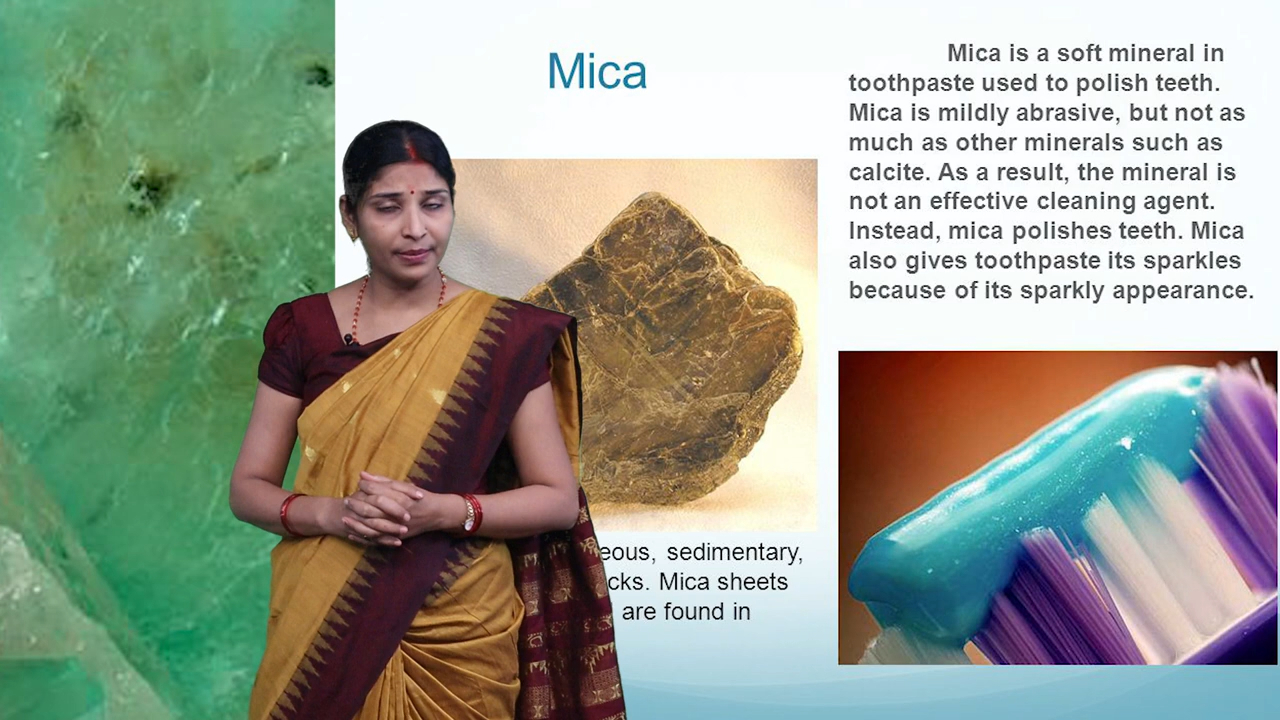 Mica
Mica is a soft mineral in
toothpaste used to polish teeth.
Mica is mildly abrasive, but not as
much as other minerals such as
calcite. As a result, the mineral is
not an effective cleaning agent.
Instead, mica polishes teeth. Mica
also gives toothpaste its sparkles
because of its sparkly appearance.
sedimentary,
Mica sheets
are found in